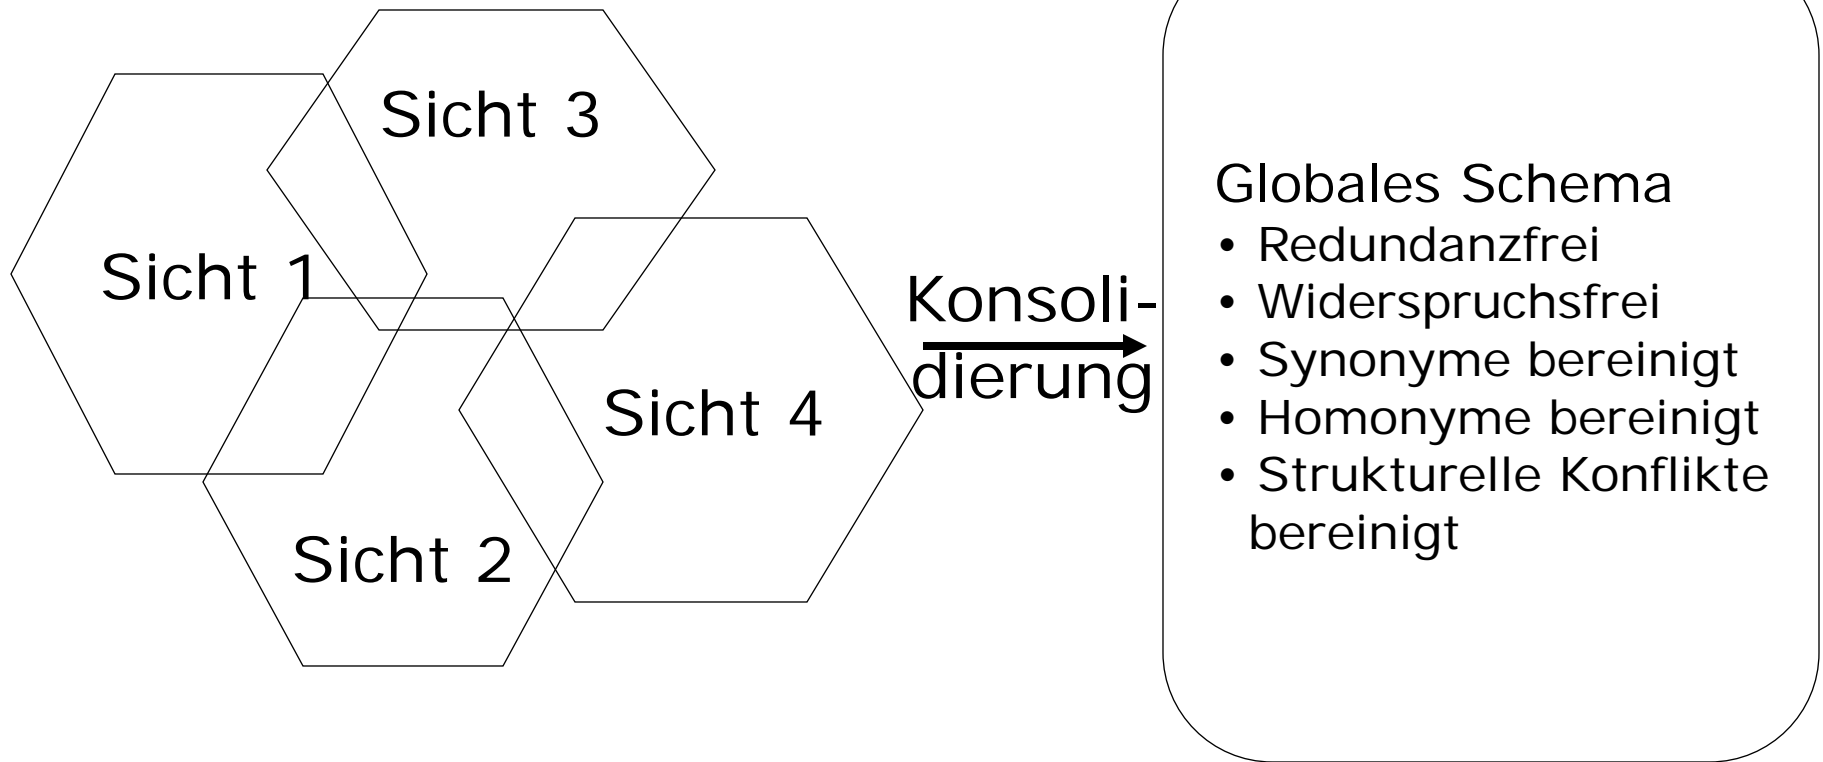 Sicht 3
Sicht 1
Sicht 4
Sicht 2
Konsoli-
dierung
Globales Schema
• Redundanzfrei
• Widerspruchsfrei
• Synonyme bereinigt
• Homonyme bereinigt
• Strukturelle Konflikte
bereinigt